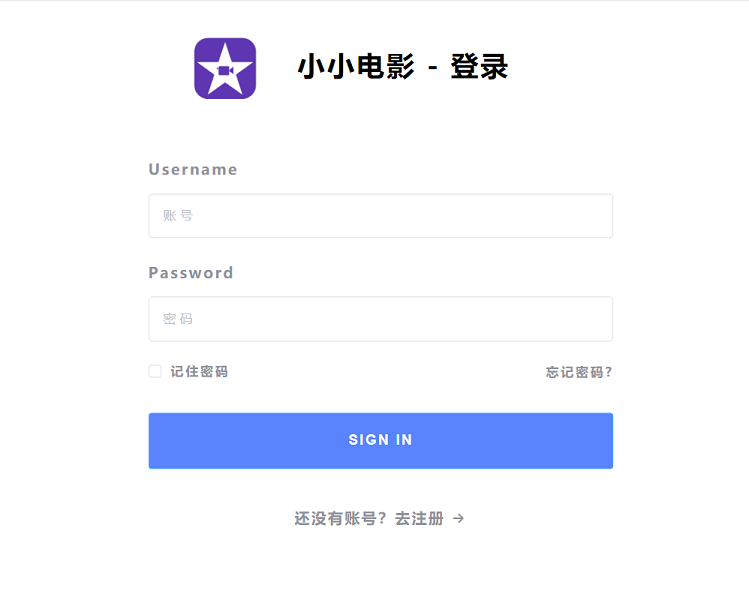 小小电影 - 登录
Username
账号
Password
密码
记住密码 忘记密码?
SIGN IN
还没有账号? 去注册 →